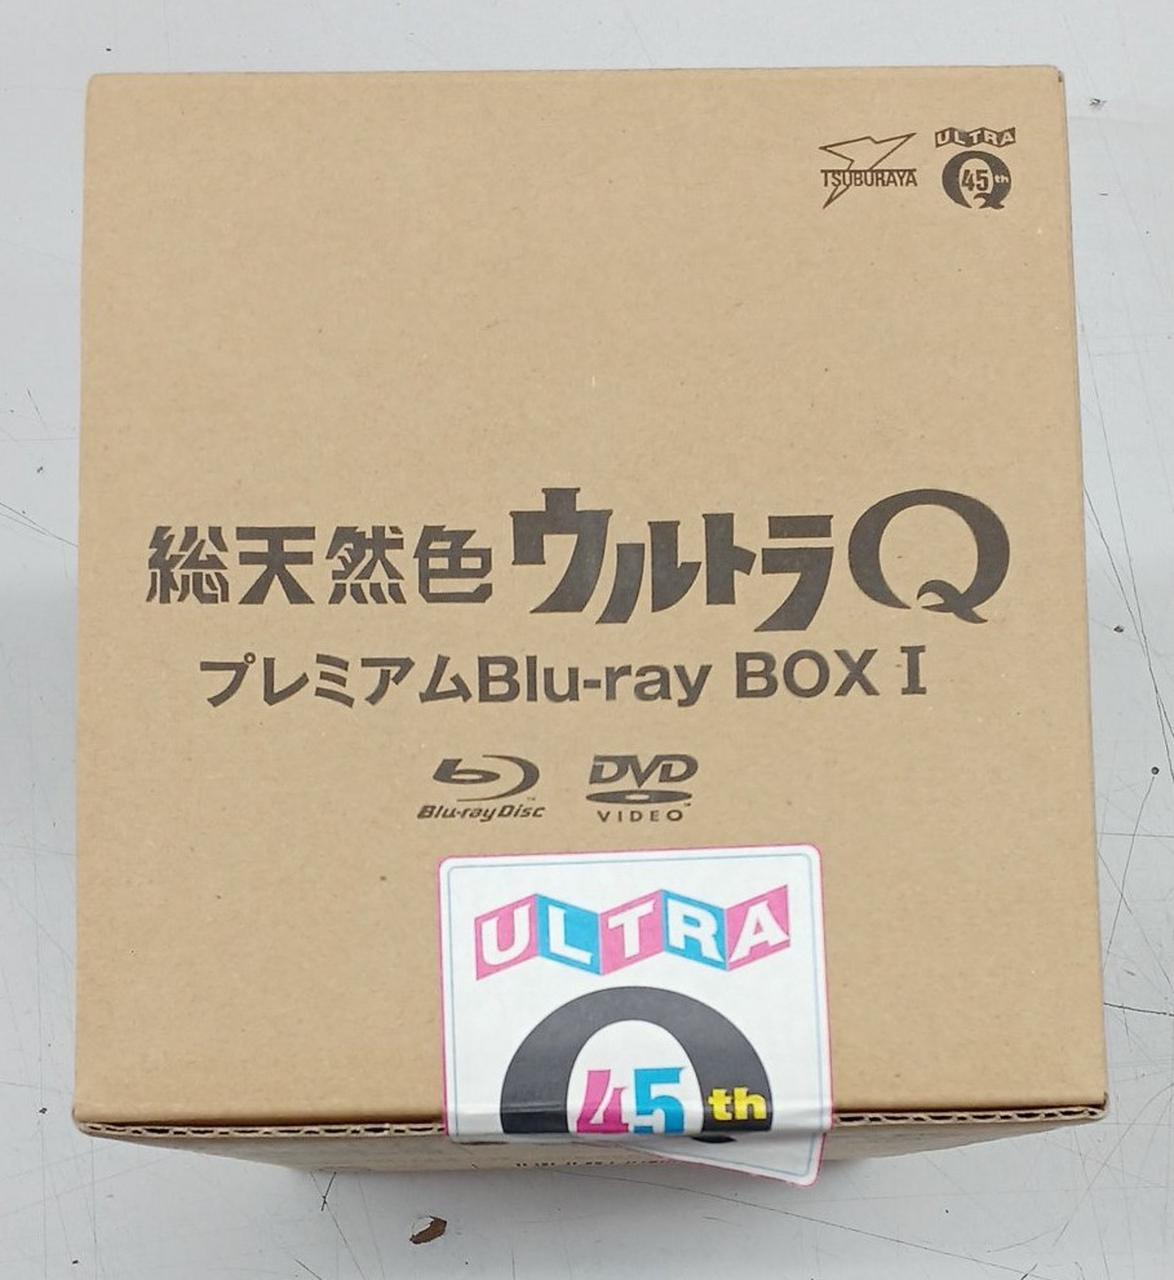 TSUBURAYA
ULTRA
Q
45th
総天然色ウルトラQ
プレミアムBlu-ray BOX I
Blu-ray Disc
DVD
VIDEO
ULTRA
Q
45th